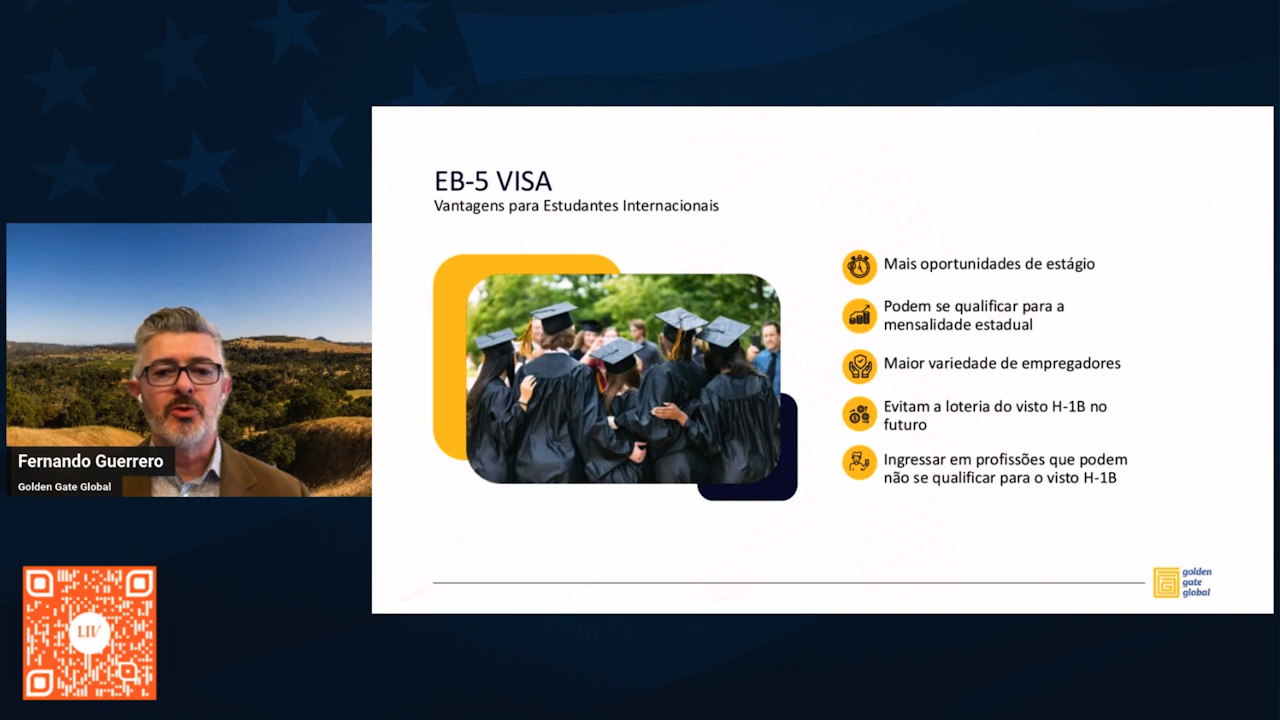 EB-5 VISA
Vantagens para Estudantes Internacionais
Mais oportunidades de estágio
Podem se qualificar para a
mensalidade estadual
Maior variedade de empregadores
Evitam a loteria do visto H-1B no
futuro
Ingressar em profissões que podem
não se qualificar para o visto H-1B
golden
gate
global
Fernando Guerrero
Golden Gate Global
LIV